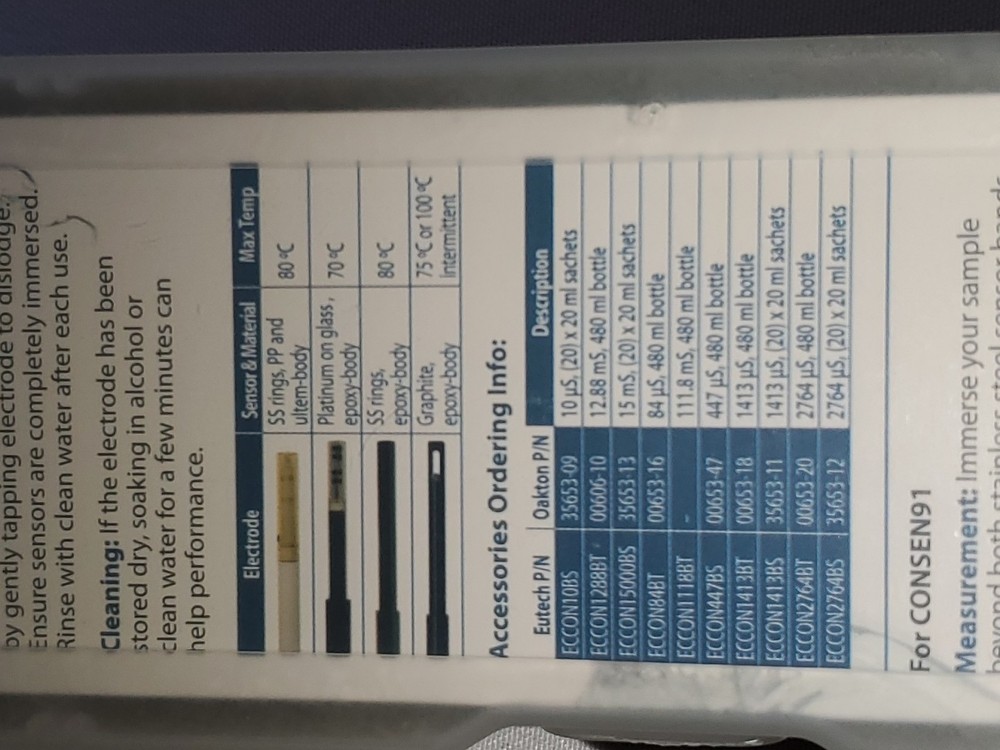 by gently tapping electrode to dislodge.
Ensure sensors are completely immersed.
Rinse with clean water after each use.
Cleaning: If the electrode has been
stored dry, soaking in alcohol or
clean water for a few minutes can
help performance.
Electrode Sensor & Material Max Temp
SS rings, PP and
ultem-body 80 °C
Platinum on glass,
epoxy-body 70 °C
SS rings,
epoxy-body 80 °C
Graphite, 75 °C or 100 °C
epoxy-body intermittent
Accessories Ordering Info:
Eutech P/N Oakton P/N Description
ECCON10BS 35653-09 10 µS, (20) x 20 ml sachets
ECCON1288BT 00606-10 12.88 mS, 480 ml bottle
ECCON15000BS 35653-13 15 mS, (20) x 20 ml sachets
ECCON84BT 00653-16 84 µS, 480 ml bottle
ECCON1118BT - 111.8 mS, 480 ml bottle
ECCON447BS 00653-47 447 µS, 480 ml bottle
ECCON1413BT 00653-18 1413 µS, 480 ml bottle
ECCON1413BS 35653-11 1413 µS, (20) x 20 ml sachets
ECCON2764BT 00653-20 2764 µS, 480 ml bottle
ECCON2764BS 35653-12 2764 µS, (20) x 20 ml sachets
For CONSEN91
Measurement: Immerse your sample
beyond both stainless